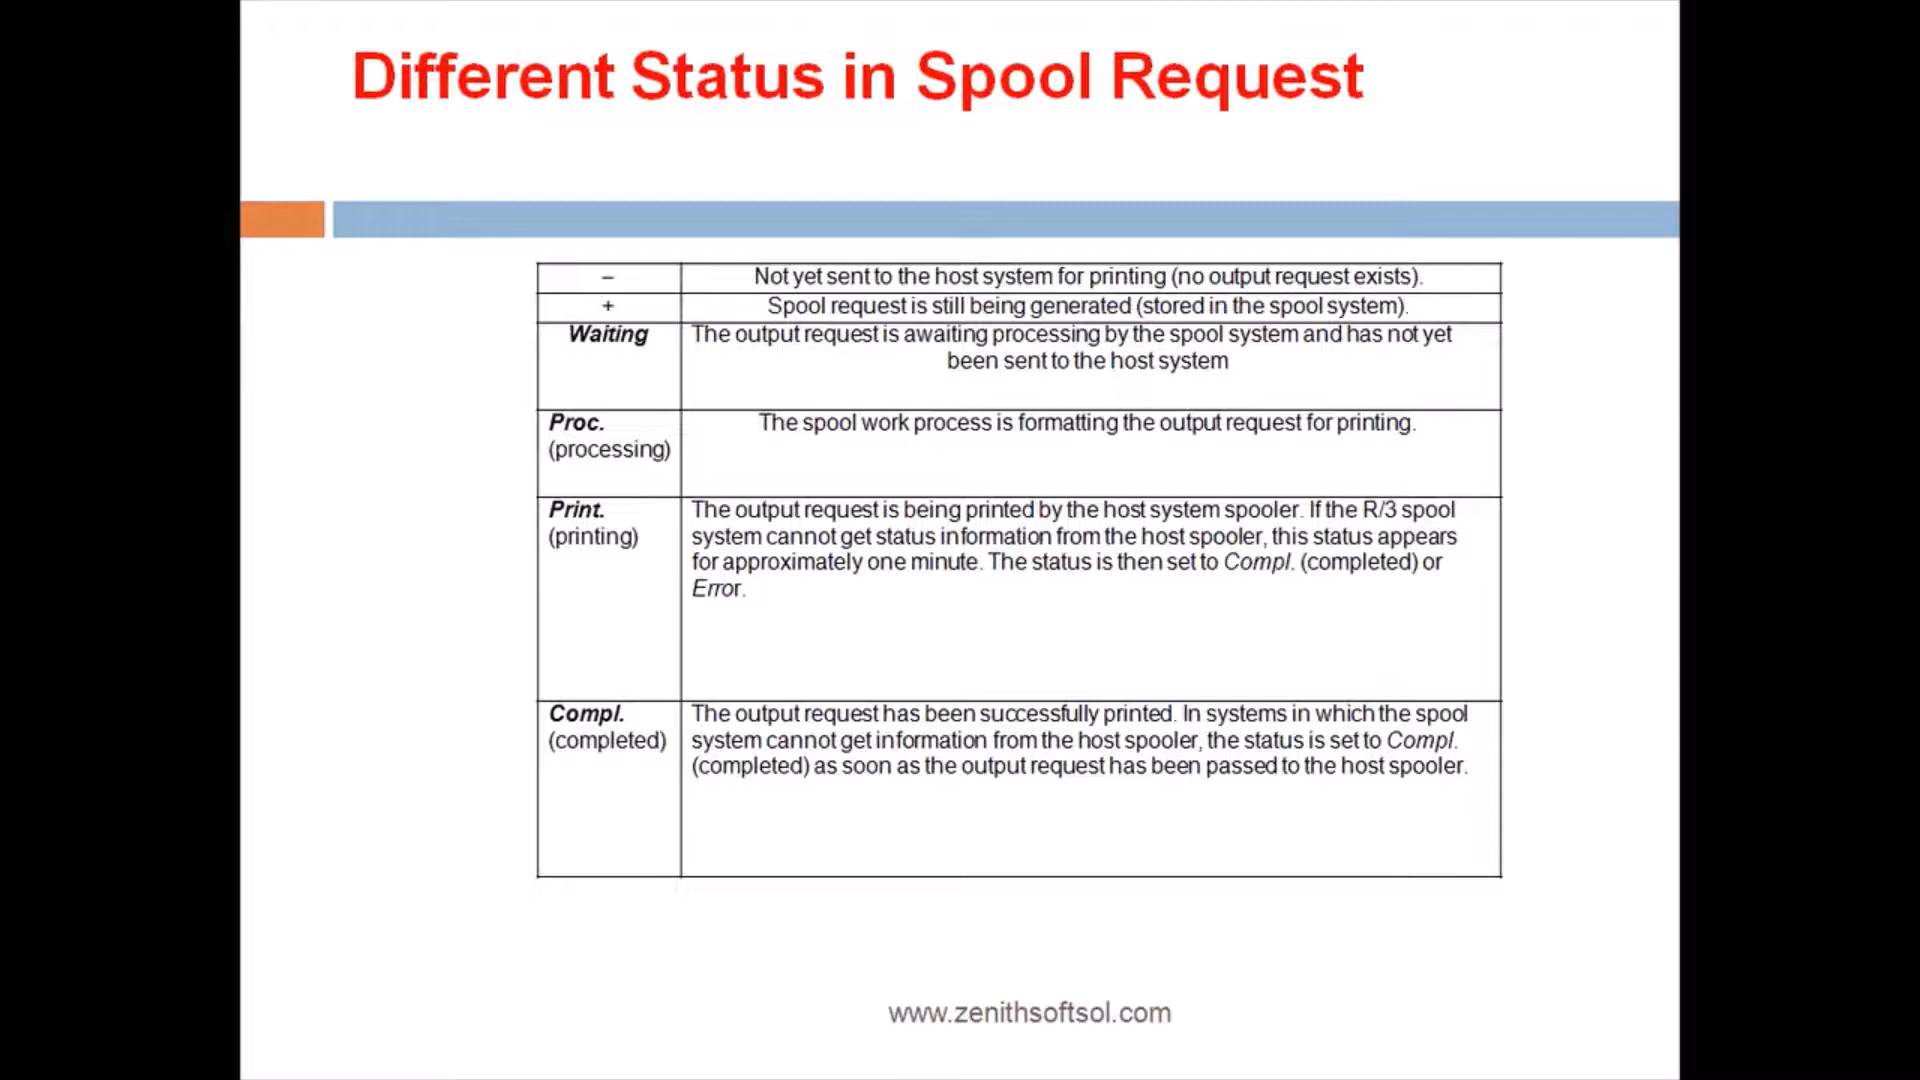 Different Status in Spool Request
– Not yet sent to the host system for printing (no output request exists).
+ Spool request is still being generated (stored in the spool system).
Waiting The output request is awaiting processing by the spool system and has not yet
been sent to the host system
Proc. The spool work process is formatting the output request for printing.
(processing)
Print. The output request is being printed by the host system spooler. If the R/3 spool
(printing) system cannot get status information from the host spooler, this status appears
for approximately one minute. The status is then set to Compl. (completed) or
Error.
Compl. The output request has been successfully printed. In systems in which the spool
(completed) system cannot get information from the host spooler, the status is set to Compl.
(completed) as soon as the output request has been passed to the host spooler.
www.zenithsoftsol.com